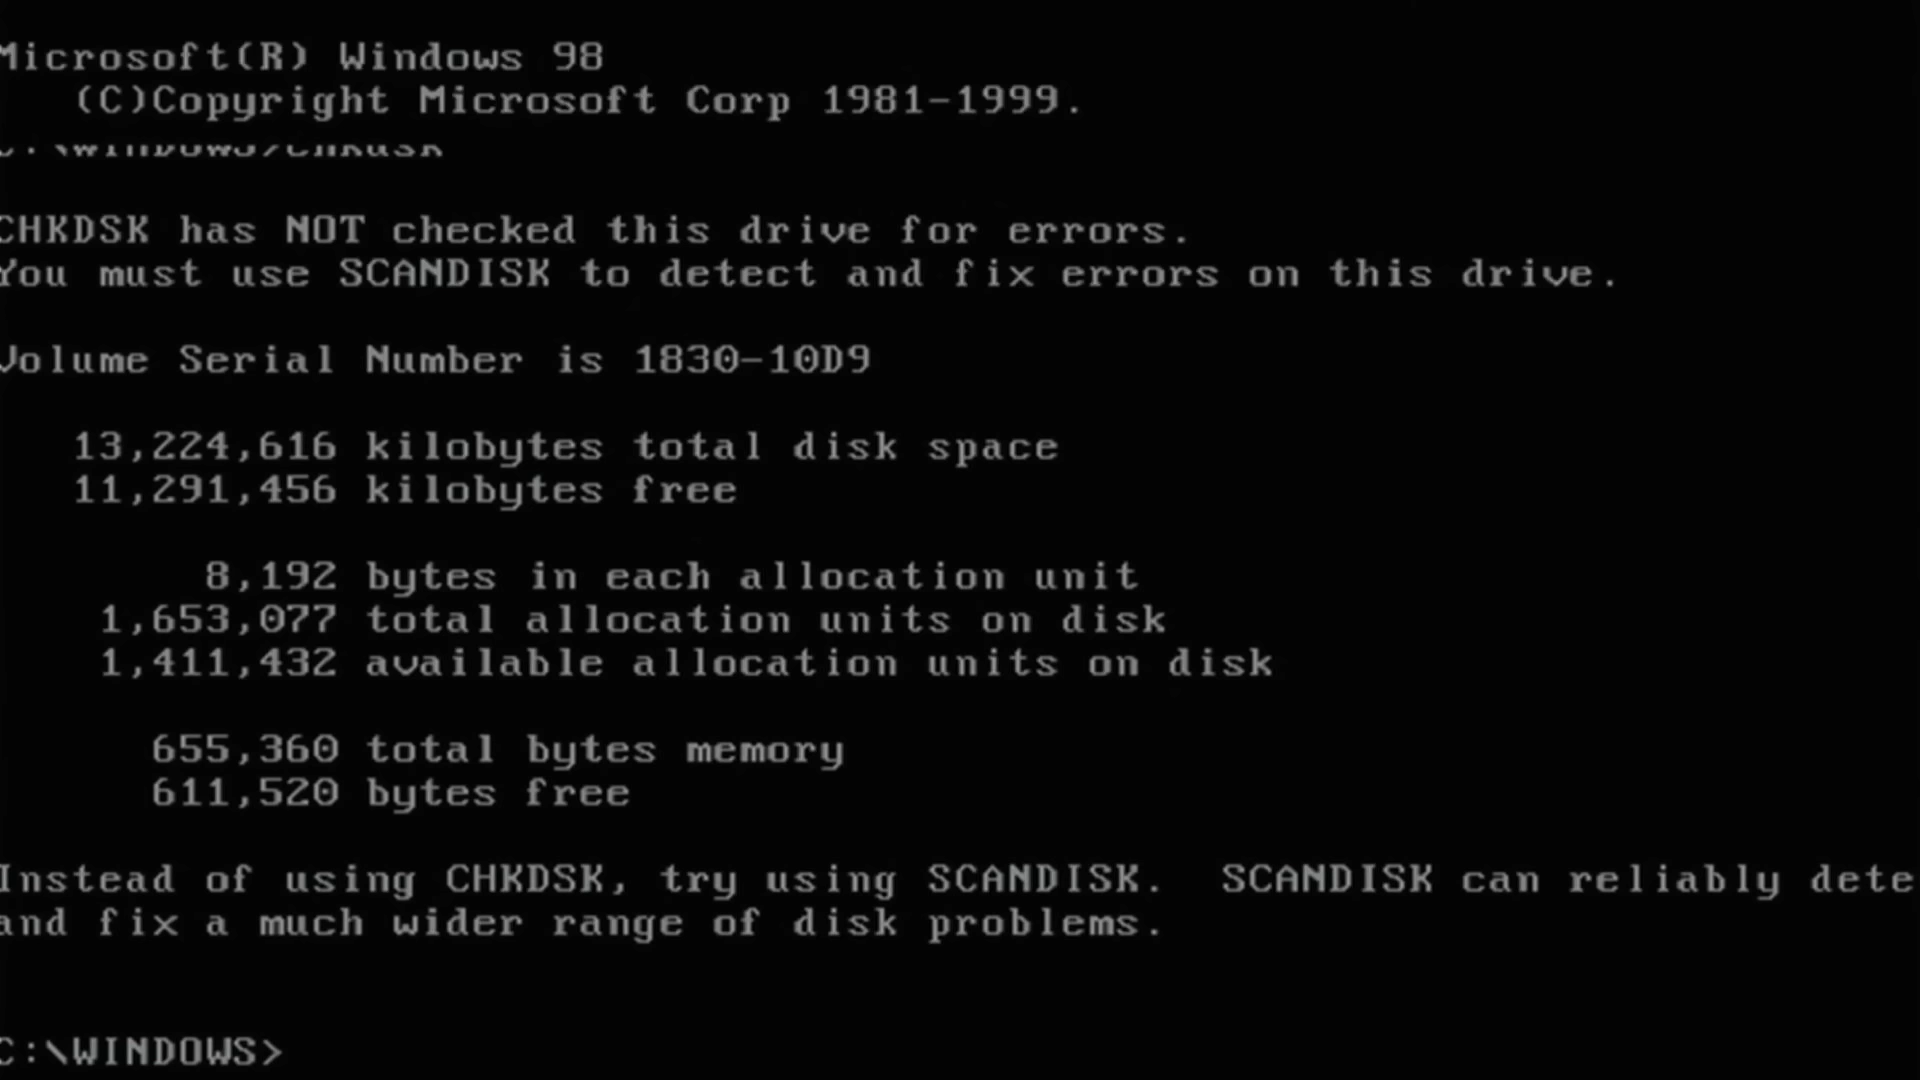 Microsoft(R) Windows 98
(C)Copyright Microsoft Corp 1981-1999.
C:\WINDOWS>chkdsk
CHKDSK has NOT checked this drive for errors.
You must use SCANDISK to detect and fix errors on this drive.
Volume Serial Number is 1830-10D9
13,224,616 kilobytes total disk space
11,291,456 kilobytes free
8,192 bytes in each allocation unit
1,653,077 total allocation units on disk
1,411,432 available allocation units on disk
655,360 total bytes memory
611,520 bytes free
Instead of using CHKDSK, try using SCANDISK.  SCANDISK can reliably dete
and fix a much wider range of disk problems.
C:\WINDOWS>